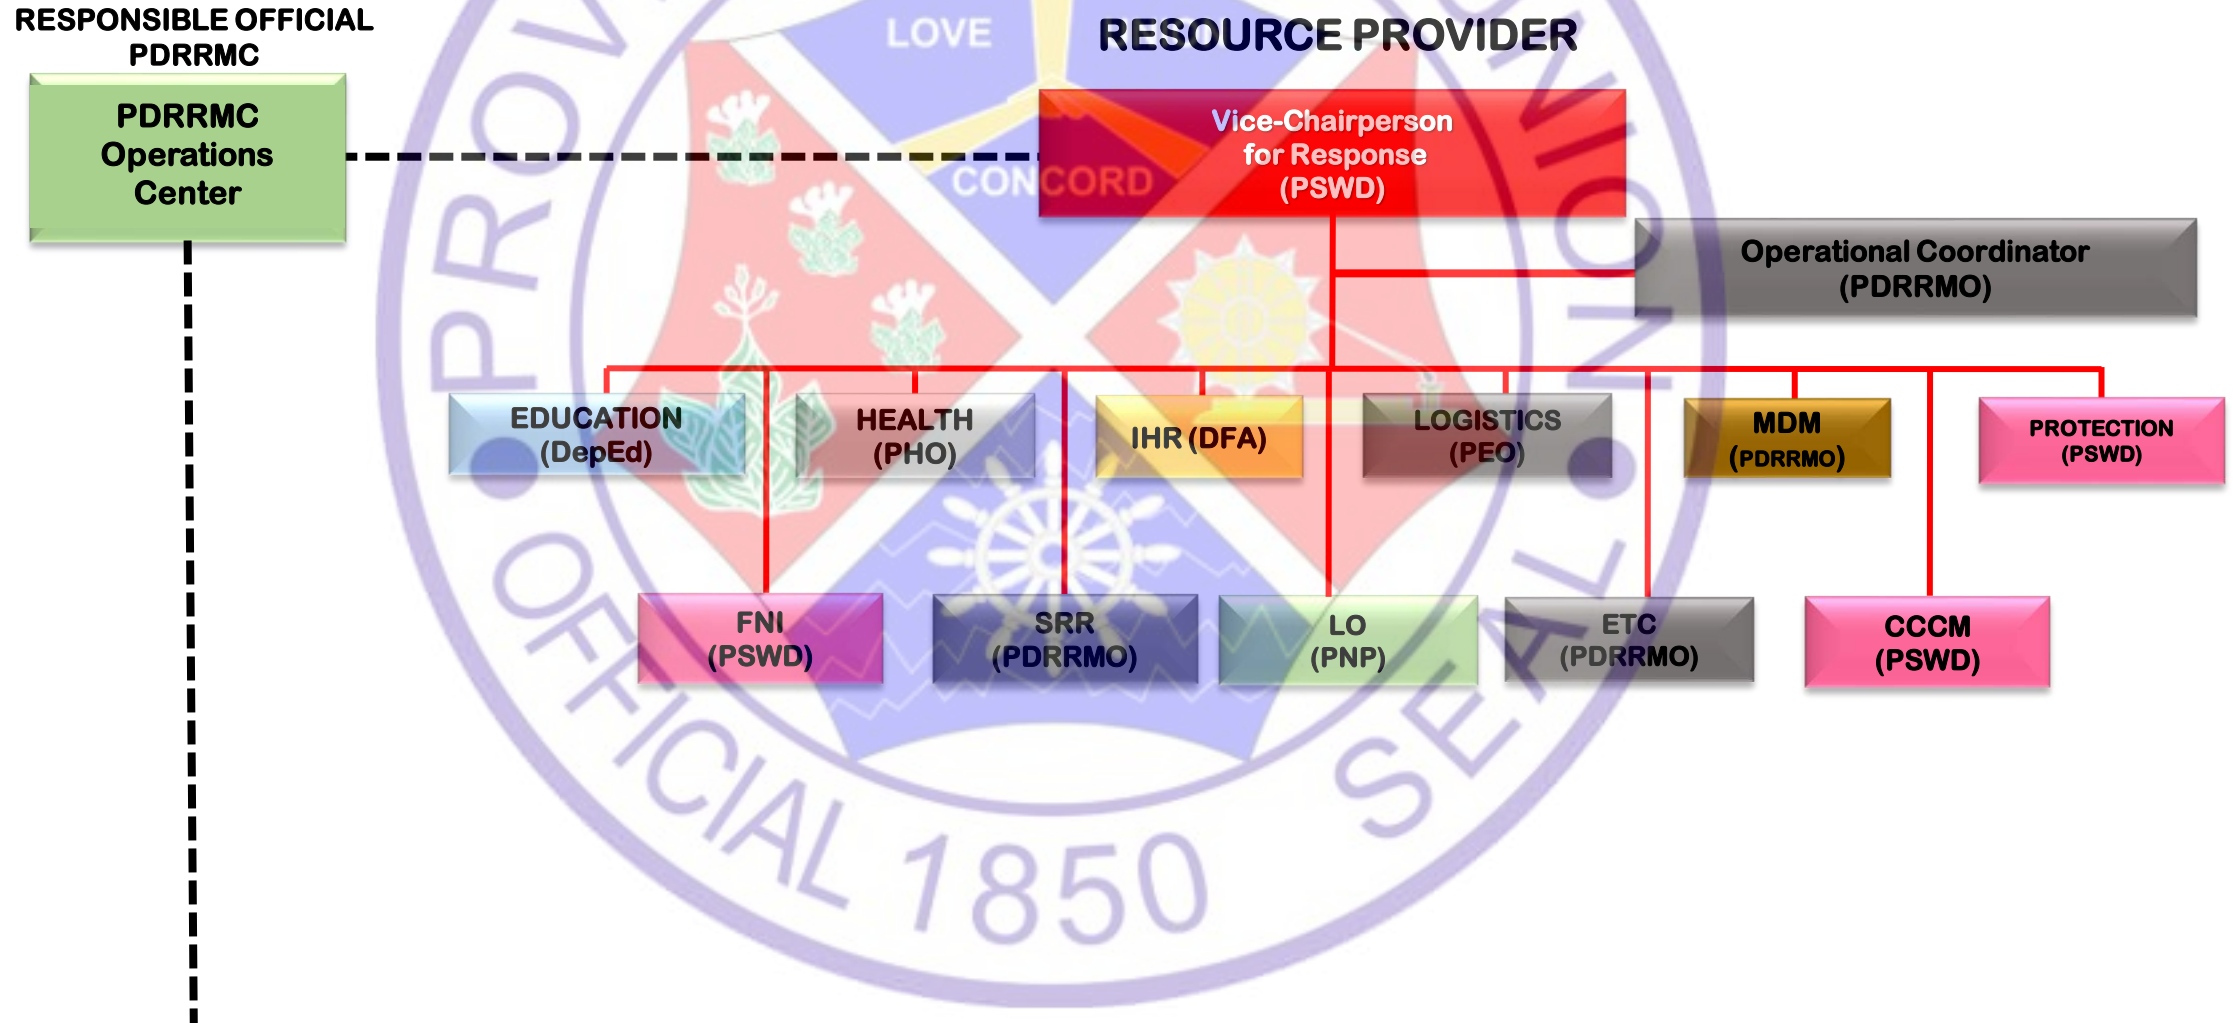 RESPONSIBLE OFFICIAL
PDRRMC
PDRRMC
Operations
Center
RESOURCE PROVIDER
Vice-Chairperson
for Response
(PSWD)
Operational Coordinator
(PDRRMO)
EDUCATION
(DepEd)
HEALTH
(PHO)
IHR (DFA)
LOGISTICS
(PEO)
MDM
(PDRRMO)
PROTECTION
(PSWD)
FNI
(PSWD)
SRR
(PDRRMO)
LO
(PNP)
ETC
(PDRRMO)
CCCM
(PSWD)
LOVE
CONCORD
OFFICIAL SEAL
1850